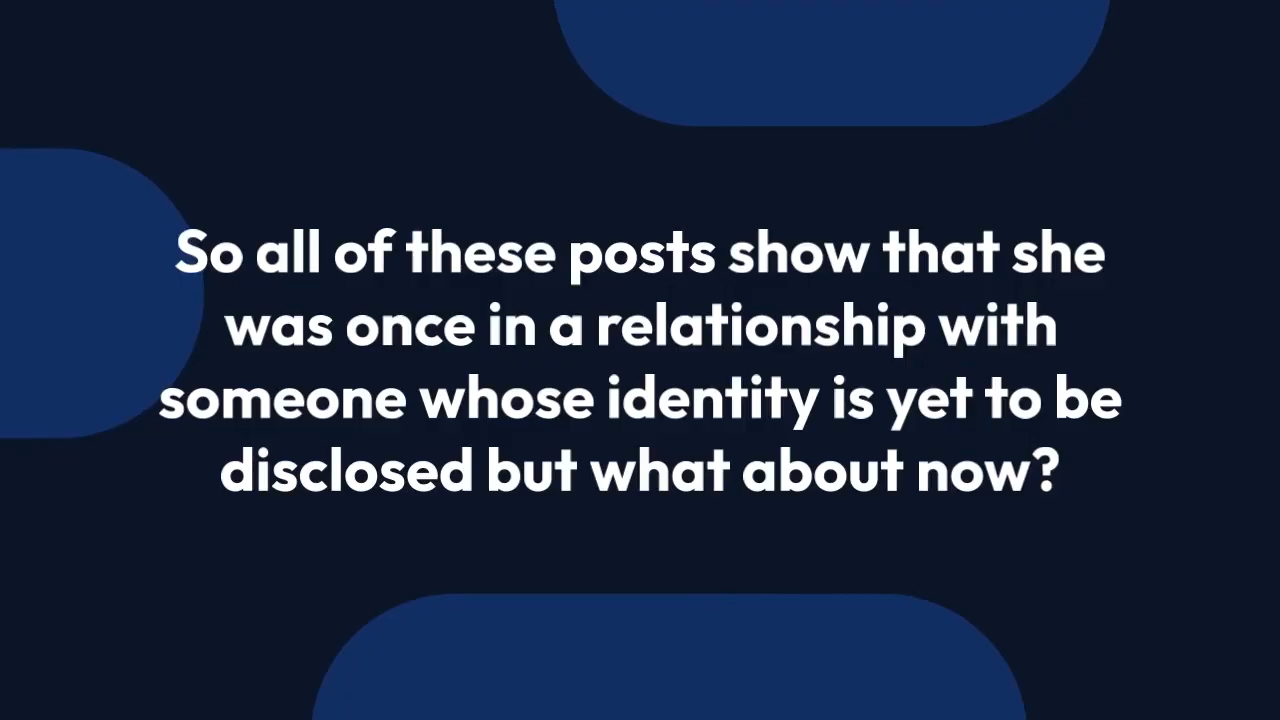 So all of these posts show that she
was once in a relationship with
someone whose identity is yet to be
disclosed but what about now?